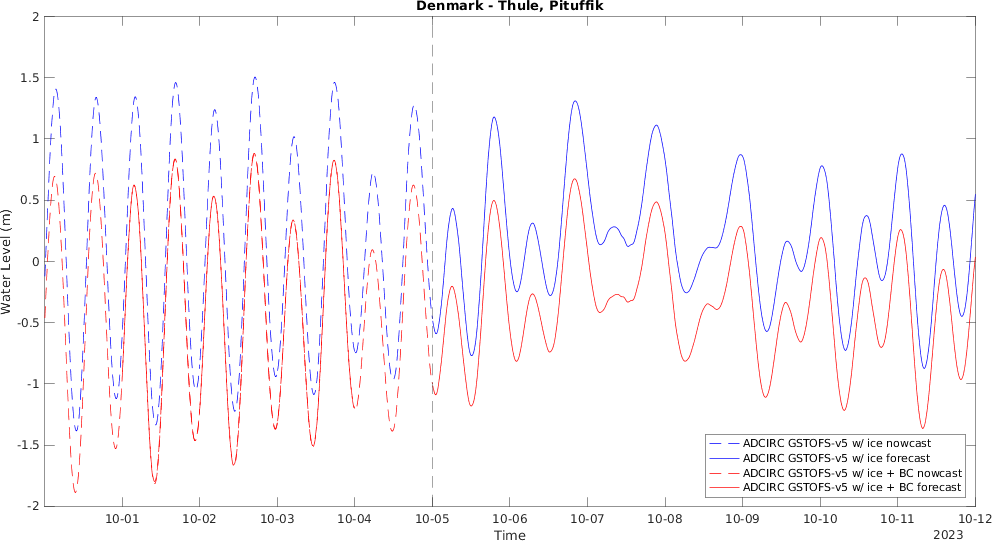 Denmark - Thule, Pituffik
Water Level (m)
2
1.5
1
0.5
0
-0.5
-1
-1.5
-2
ADCIRC GSTOFS-v5 w/ ice nowcast
ADCIRC GSTOFS-v5 w/ ice forecast
ADCIRC GSTOFS-v5 w/ ice + BC nowcast
ADCIRC GSTOFS-v5 w/ ice + BC forecast
10-01 10-02 10-03 10-04 10-05 10-06 10-07 10-08 10-09 10-10 10-11 10-12
Time
2023